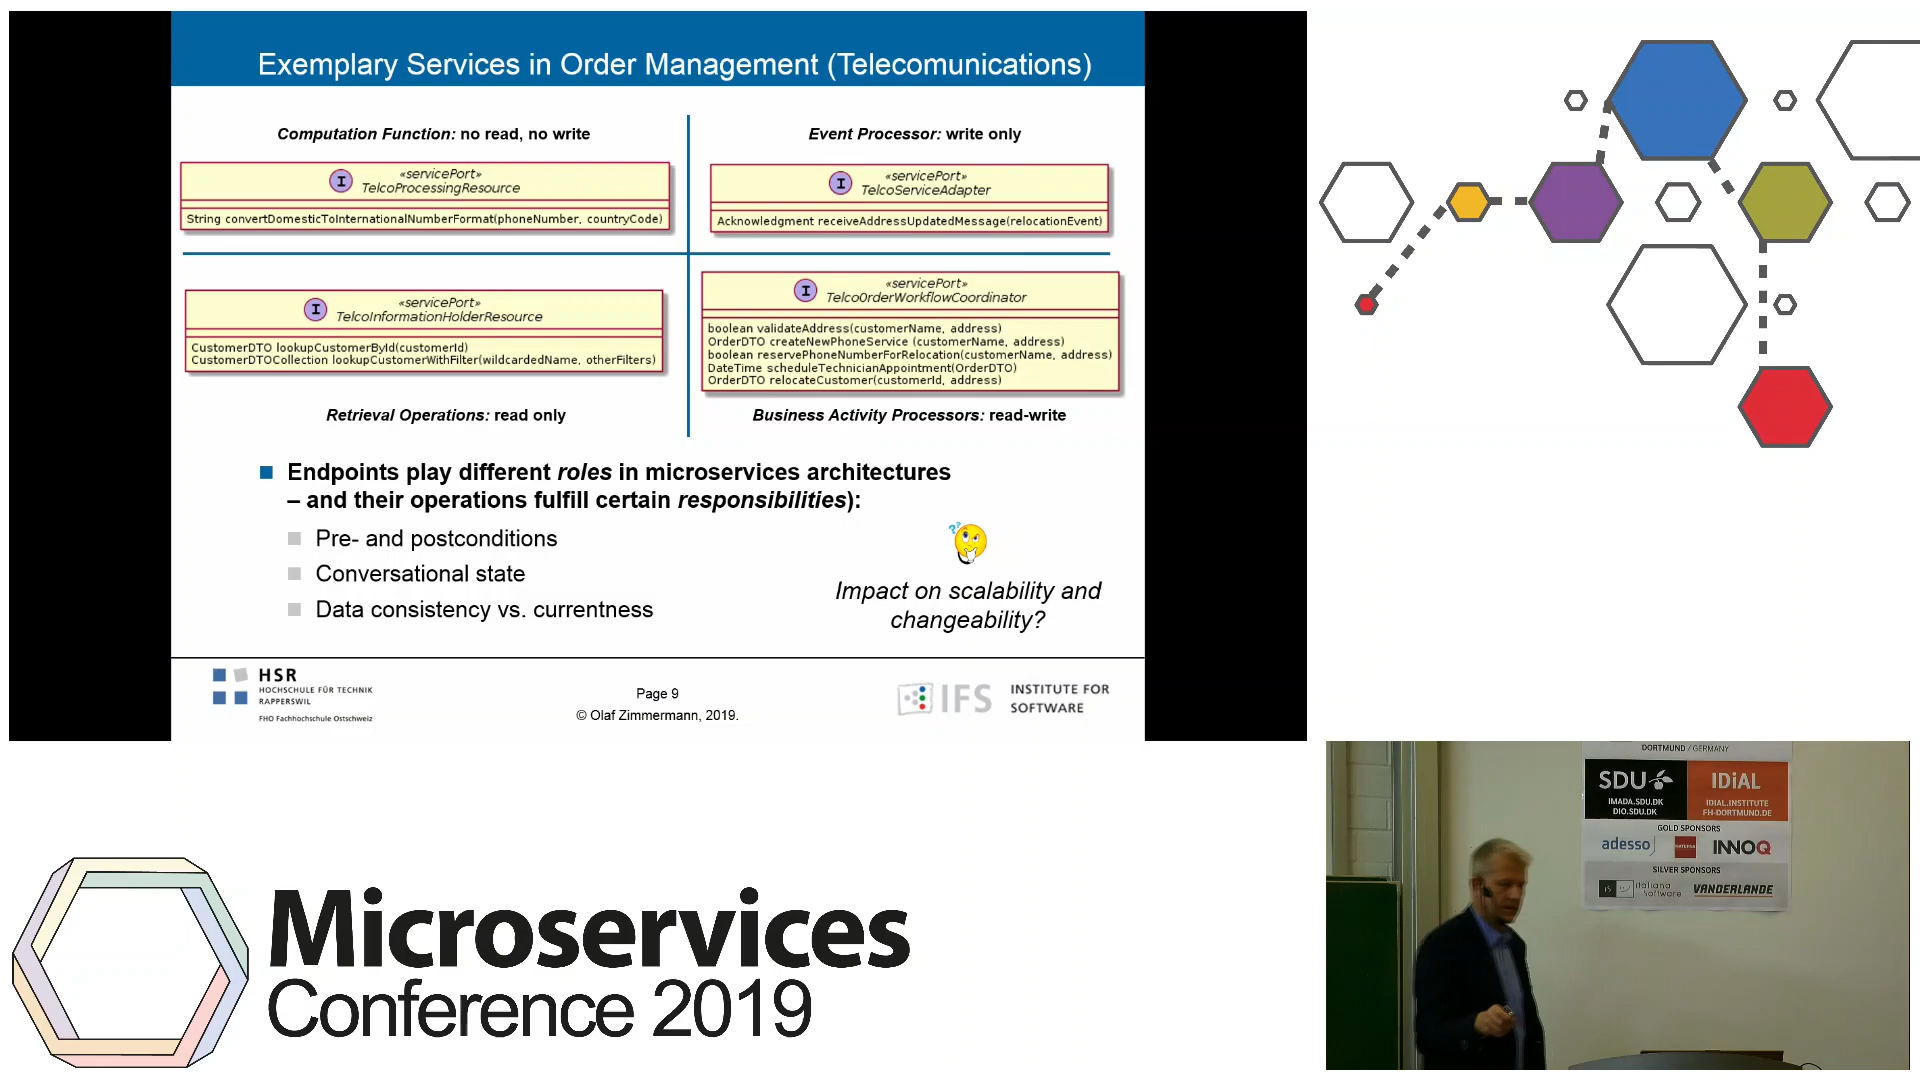 Exemplary Services in Order Management (Telecomunications)
Computation Function: no read, no write
«servicePort»
I
TelcoProcessingResource
String convertDomesticToInternationalNumberFormat(phoneNumber, countryCode)
Event Processor: write only
«servicePort»
I
TelcoServiceAdapter
Acknowledgment receiveAddressUpdatedMessage(relocationEvent)
«servicePort»
I
TelcoInformationHolderResource
CustomerDTO lookupCustomerById(customerId)
CustomerDTOCollection lookupCustomerWithFilter(wildcardedName, otherFilters)
Retrieval Operations: read only
«servicePort»
I
TelcoOrderWorkflowCoordinator
boolean validateAddress(customerName, address)
OrderDTO createNewPhoneService (customerName, address)
boolean reservePhoneNumberForRelocation(customerName, address)
DateTime scheduleTechnicianAppointment(OrderDTO)
OrderDTO relocateCustomer(customerId, address)
Business Activity Processors: read-write
Endpoints play different roles in microservices architectures
– and their operations fulfill certain responsibilities):
Pre- and postconditions
Conversational state
Data consistency vs. currentness
??
Impact on scalability and
changeability?
HSR
HOCHSCHULE FÜR TECHNIK
RAPPERSWIL
FHO Fachhochschule Ostschweiz
Page 9
© Olaf Zimmermann, 2019.
IFS
INSTITUTE FOR
SOFTWARE
DORTMUND / GERMANY
SDU
IMADA.SDU.DK
DIO.SDU.DK
IDiAL
IDIAL.INSTITUTE
FH-DORTMUND.DE
GOLD SPONSORS
adesso
INNOQ
SILVER SPONSORS
italiana
software
VANDERLANDE
Microservices
Conference 2019